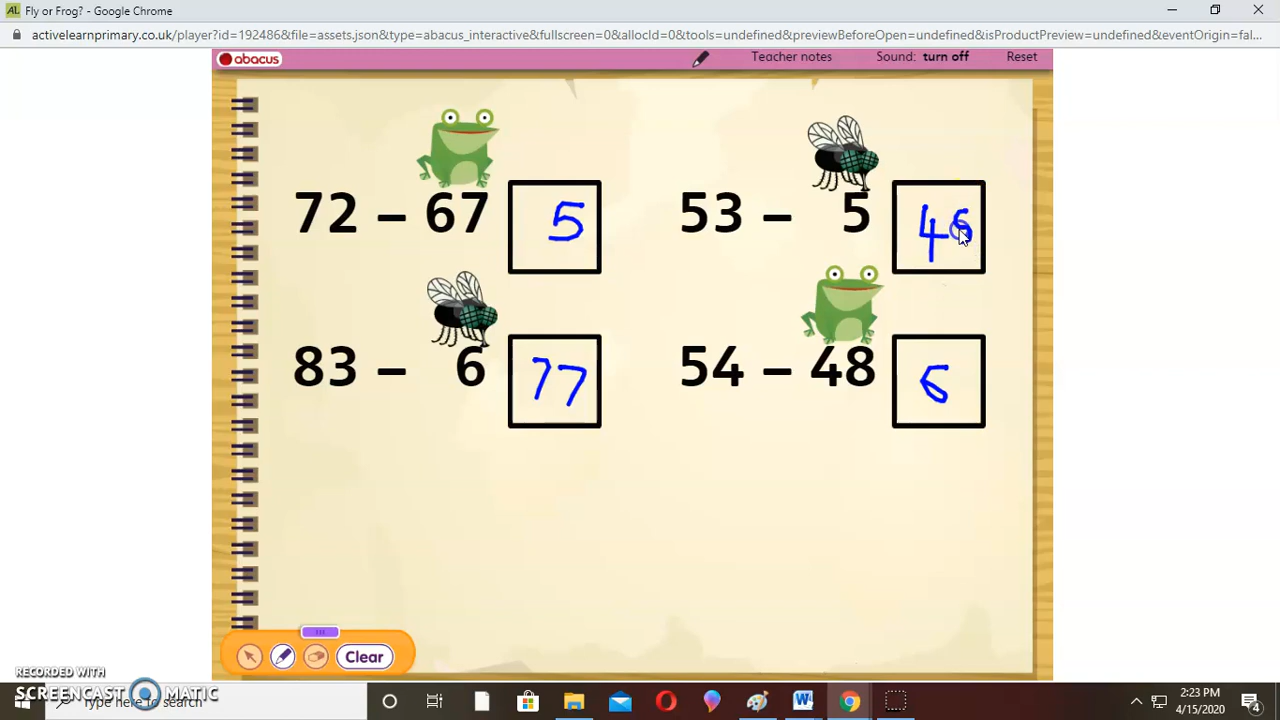 AL Fly or Frog? - Google Chrome
activelearnprimary.co.uk/player?id=192486&file=assets.json&type=abacus_interactive&fullscreen=0&allocId=0&tools=undefined&previewBeforeOpen=undefined&isProductPreview=undefined&eventOrigin=fal...
abacus Teacher notes Sound: turn off Reset
72 – 67 5 53 – 5 48
83 – 6 77 54 – 48 6
Clear
RECORDED WITH
SCREENCAST MATIC
Type here to search
2:23 PM
4/15/2020
4